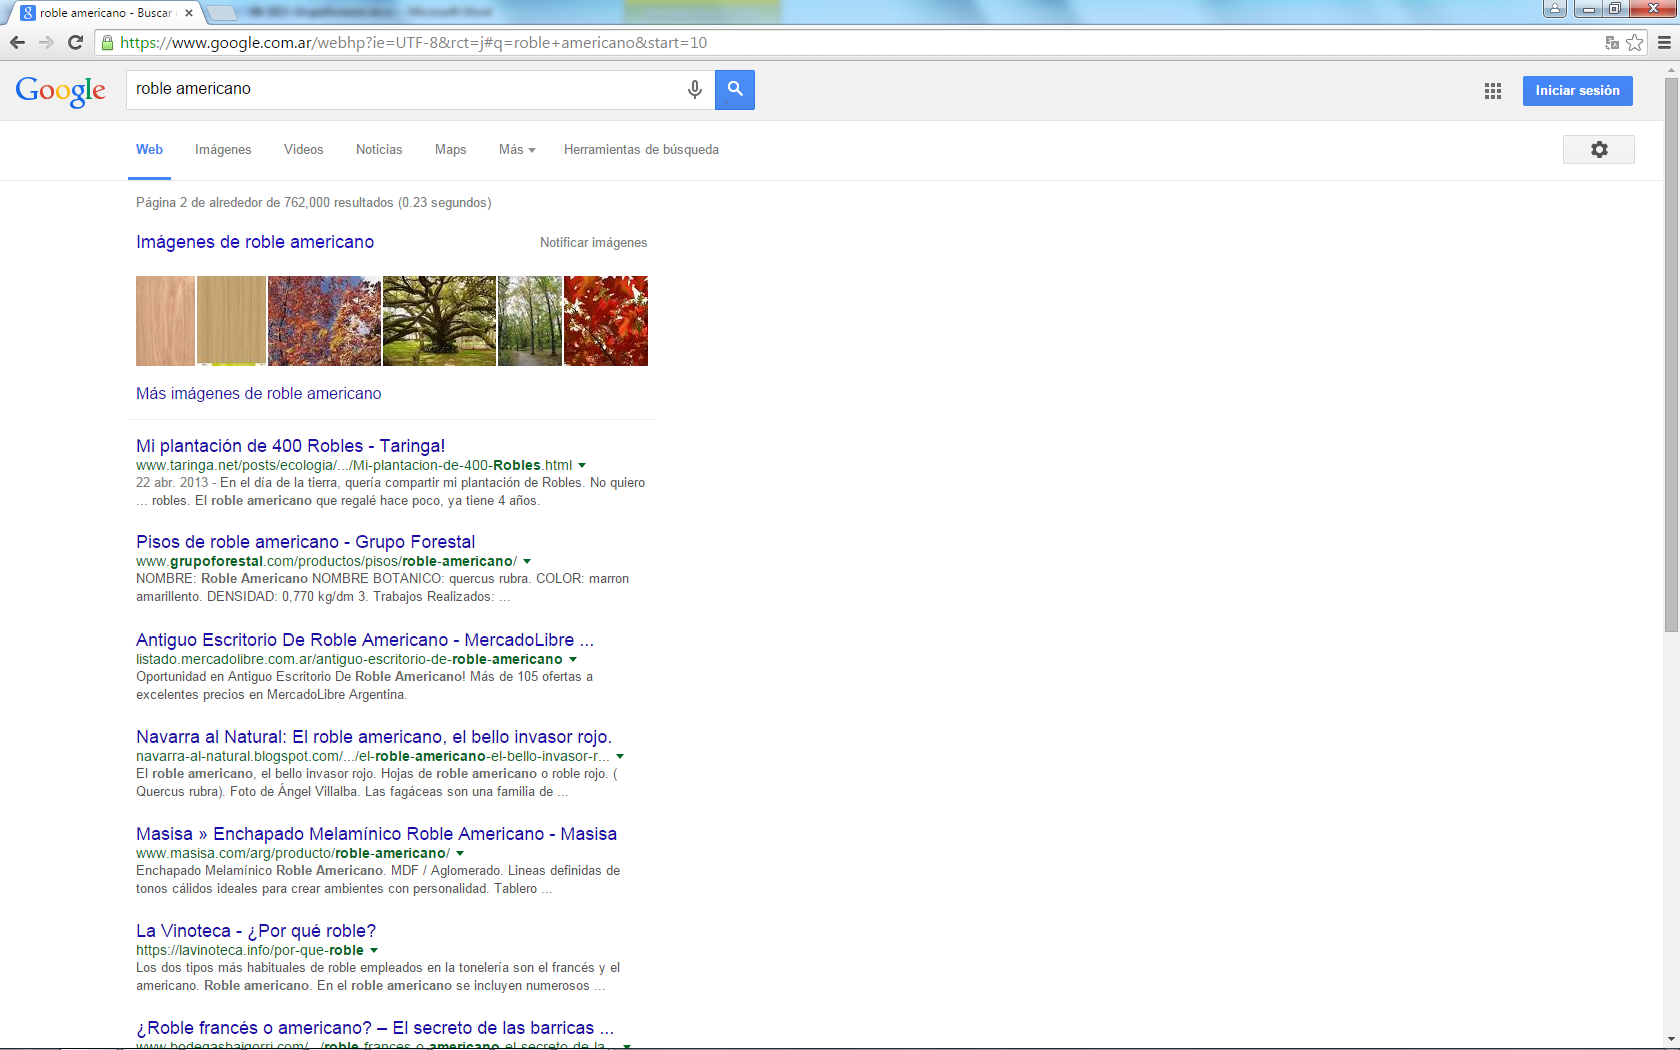 roble americano - Buscar
https://www.google.com.ar/webhp?ie=UTF-8&rct=j#q=roble+americano&start=10
Google
roble americano
Iniciar sesión
Web Imágenes Videos Noticias Maps Más Herramientas de búsqueda
Página 2 de alrededor de 762,000 resultados (0.23 segundos)
Imágenes de roble americano
Notificar imágenes
Más imágenes de roble americano
Mi plantación de 400 Robles - Taringa!
www.taringa.net/posts/ecologia/.../Mi-plantacion-de-400-Robles.html
22 abr. 2013 - En el día de la tierra, quería compartir mi plantación de Robles. No quiero
... robles. El roble americano que regalé hace poco, ya tiene 4 años.
Pisos de roble americano - Grupo Forestal
www.grupoforestal.com/productos/pisos/roble-americano/
NOMBRE: Roble Americano NOMBRE BOTANICO: quercus rubra. COLOR: marron
amarillento. DENSIDAD: 0,770 kg/dm 3. Trabajos Realizados: ...
Antiguo Escritorio De Roble Americano - MercadoLibre ...
listado.mercadolibre.com.ar/antiguo-escritorio-de-roble-americano
Oportunidad en Antiguo Escritorio De Roble Americano! Más de 105 ofertas a
excelentes precios en MercadoLibre Argentina.
Navarra al Natural: El roble americano, el bello invasor rojo.
navarra-al-natural.blogspot.com/.../el-roble-americano-el-bello-invasor-r...
El roble americano, el bello invasor rojo. Hojas de roble americano o roble rojo. (
Quercus rubra). Foto de Ángel Villalba. Las fagáceas son una familia de ...
Masisa » Enchapado Melamínico Roble Americano - Masisa
www.masisa.com/arg/producto/roble-americano/
Enchapado Melamínico Roble Americano. MDF / Aglomerado. Lineas definidas de
tonos cálidos ideales para crear ambientes con personalidad. Tablero ...
La Vinoteca - ¿Por qué roble?
https://lavinoteca.info/por-que-roble
Los dos tipos más habituales de roble empleados en la tonelería son el francés y el
americano. Roble americano. En el roble americano se incluyen numerosos ...
¿Roble francés o americano? – El secreto de las barricas ...
www.bodegasbaigorri.com/.../roble-frances-o-americano-el-secreto-de-la...